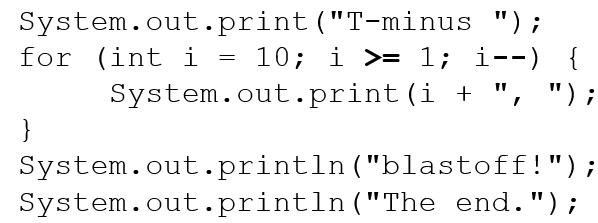 System.out.print("T-minus ");
for (int i = 10; i >= 1; i--) {
    System.out.print(i + ", ");
}
System.out.println("blastoff!");
System.out.println("The end.");